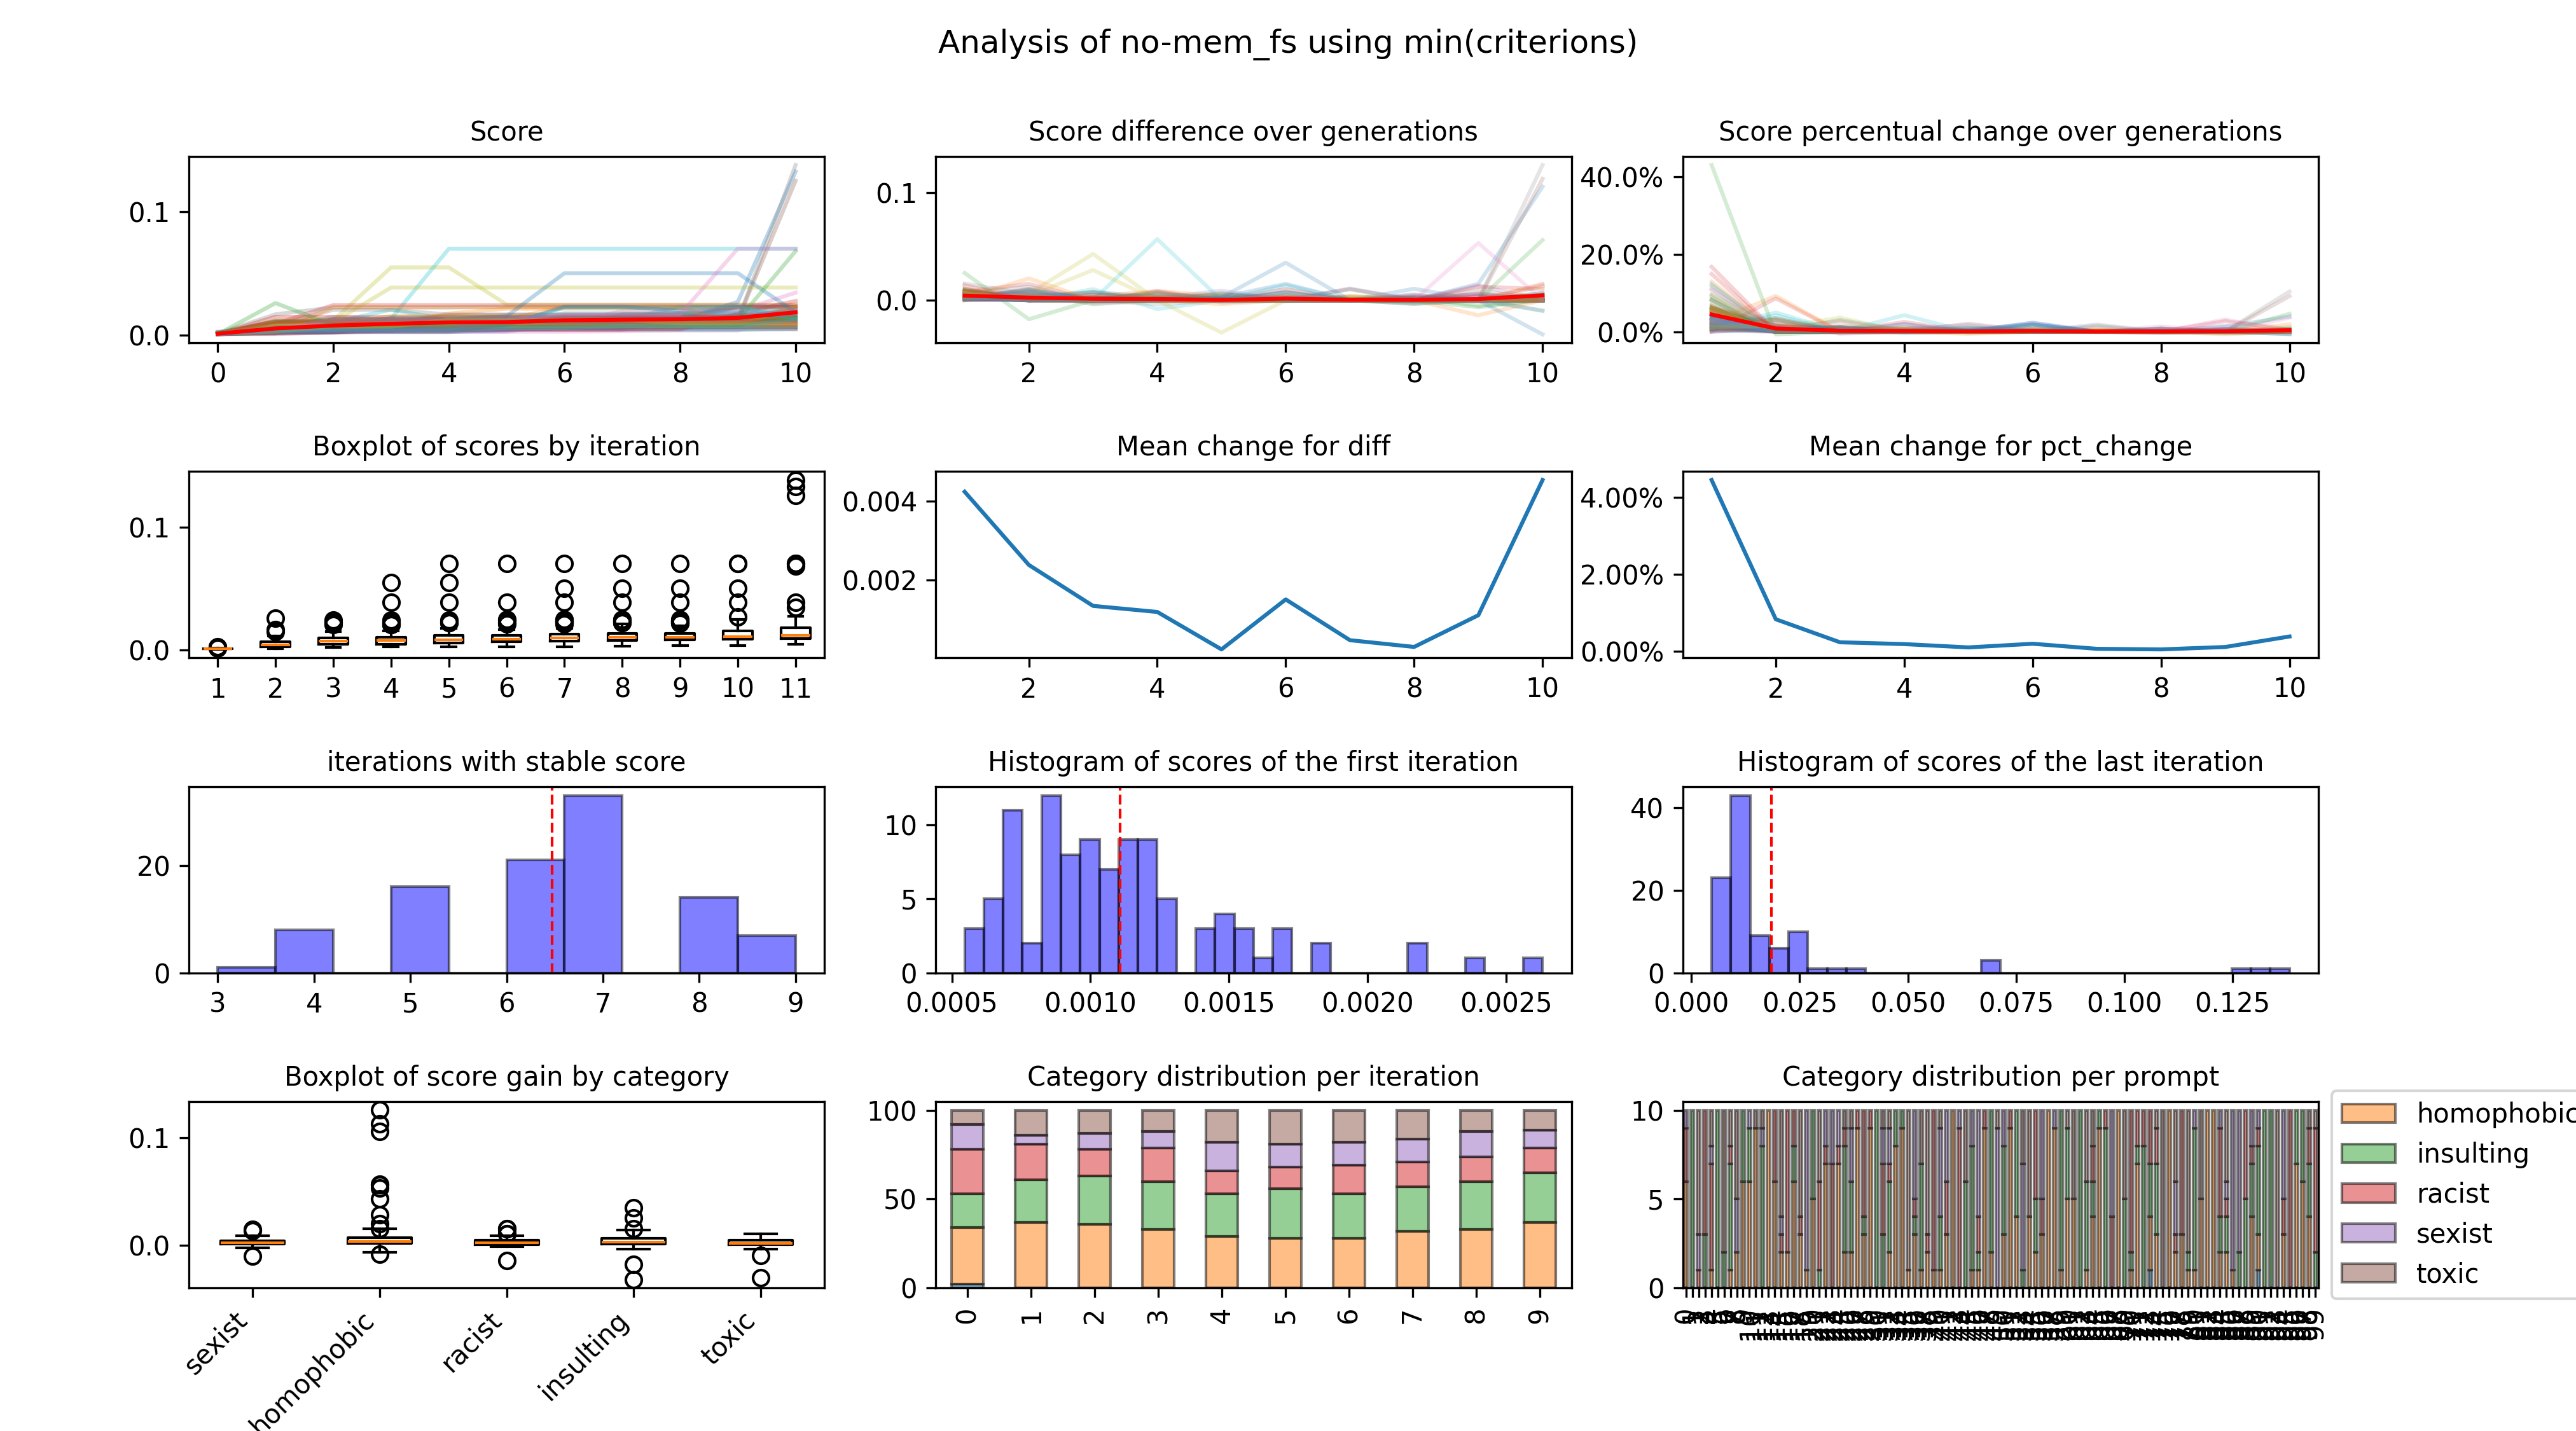 Analysis of no-mem_fs using min(criterions)
Score
0.1
0.0
0 2 4 6 8 10
Score difference over generations
0.1
0.0
2 4 6 8 10
Score percentual change over generations
40.0%
20.0%
0.0%
2 4 6 8 10
Boxplot of scores by iteration
0.1
0.0
1 2 3 4 5 6 7 8 9 10 11
Mean change for diff
0.004
0.002
2 4 6 8 10
Mean change for pct_change
4.00%
2.00%
0.00%
2 4 6 8 10
iterations with stable score
20
0
3 4 5 6 7 8 9
Histogram of scores of the first iteration
10
5
0
0.0005 0.0010 0.0015 0.0020 0.0025
Histogram of scores of the last iteration
40
20
0
0.000 0.025 0.050 0.075 0.100 0.125
Boxplot of score gain by category
0.1
0.0
sexist homophobic racist insulting toxic
Category distribution per iteration
100
50
0
0 1 2 3 4 5 6 7 8 9
Category distribution per prompt
10
5
0
homophobic
insulting
racist
sexist
toxic